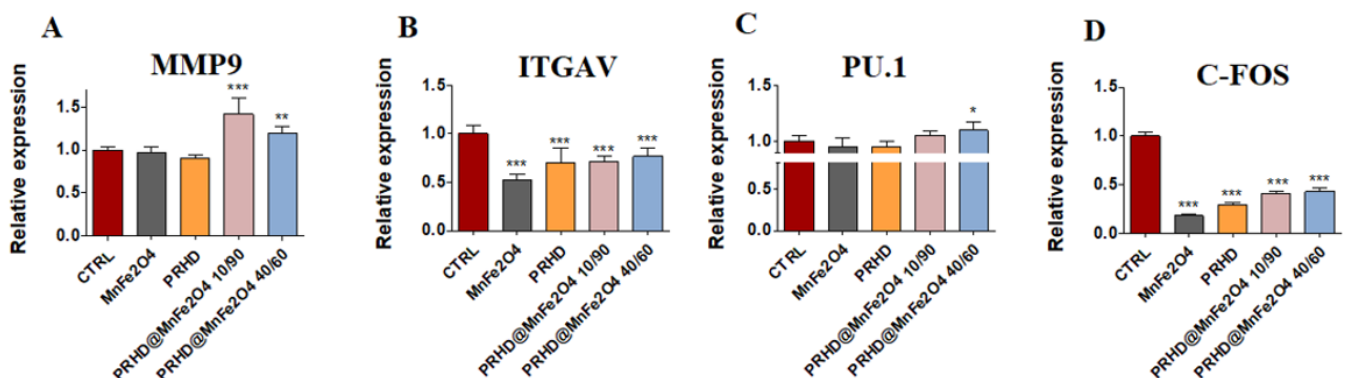 A
MMP9
Relative expression
1.5
1.0
0.5
0.0
***
**
CTRL
MnFe2O4
PRHD
PRHD@MnFe2O4 10/90
PRHD@MnFe2O4 40/60
B
ITGAV
Relative expression
1.5
1.0
0.5
0.0
***
***
***
***
CTRL
MnFe2O4
PRHD
PRHD@MnFe2O4 10/90
PRHD@MnFe2O4 40/60
C
PU.1
Relative expression
1.5
1.0
0.5
0.0
*
CTRL
MnFe2O4
PRHD
PRHD@MnFe2O4 10/90
PRHD@MnFe2O4 40/60
D
C-FOS
Relative expression
1.5
1.0
0.5
0.0
***
***
***
***
CTRL
MnFe2O4
PRHD
PRHD@MnFe2O4 10/90
PRHD@MnFe2O4 40/60